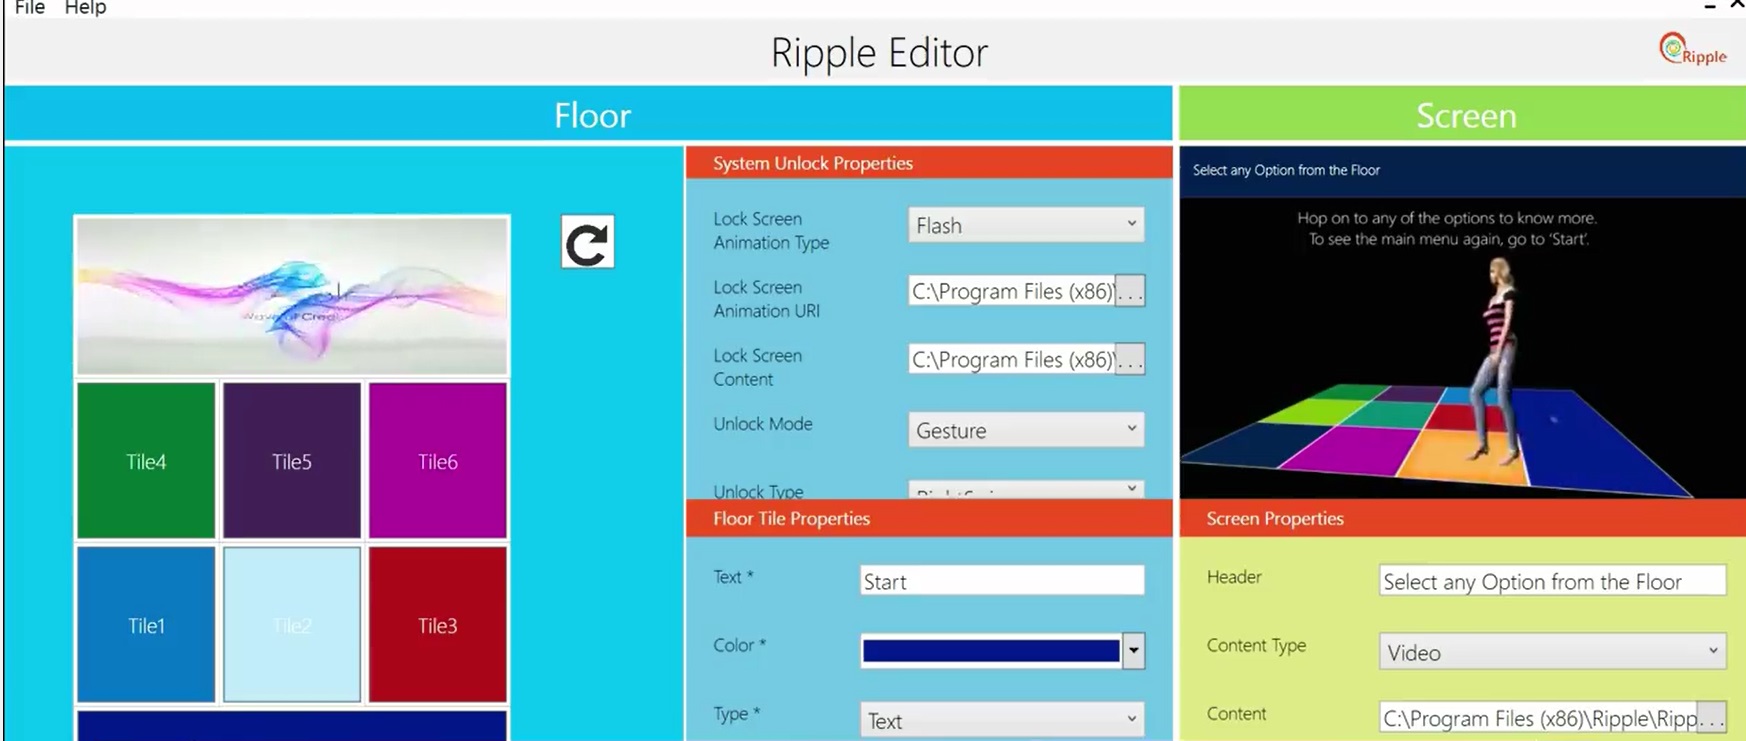 File Help
Ripple Editor
Ripple
Floor
Screen
System Unlock Properties
Lock Screen
Animation Type
Flash
Lock Screen
Animation URI
C:\Program Files (x86)\
...
Lock Screen
Content
C:\Program Files (x86)\
...
Unlock Mode
Gesture
Unlock Type
Tile4
Tile5
Tile6
Tile1
Tile2
Tile3
Floor Tile Properties
Text *
Start
Color *
Type *
Text
Select any Option from the Floor
Hop on to any of the options to know more.
To see the main menu again, go to ‘Start’.
Screen Properties
Header
Select any Option from the Floor
Content Type
Video
Content
C:\Program Files (x86)\Ripple\Ripp
...